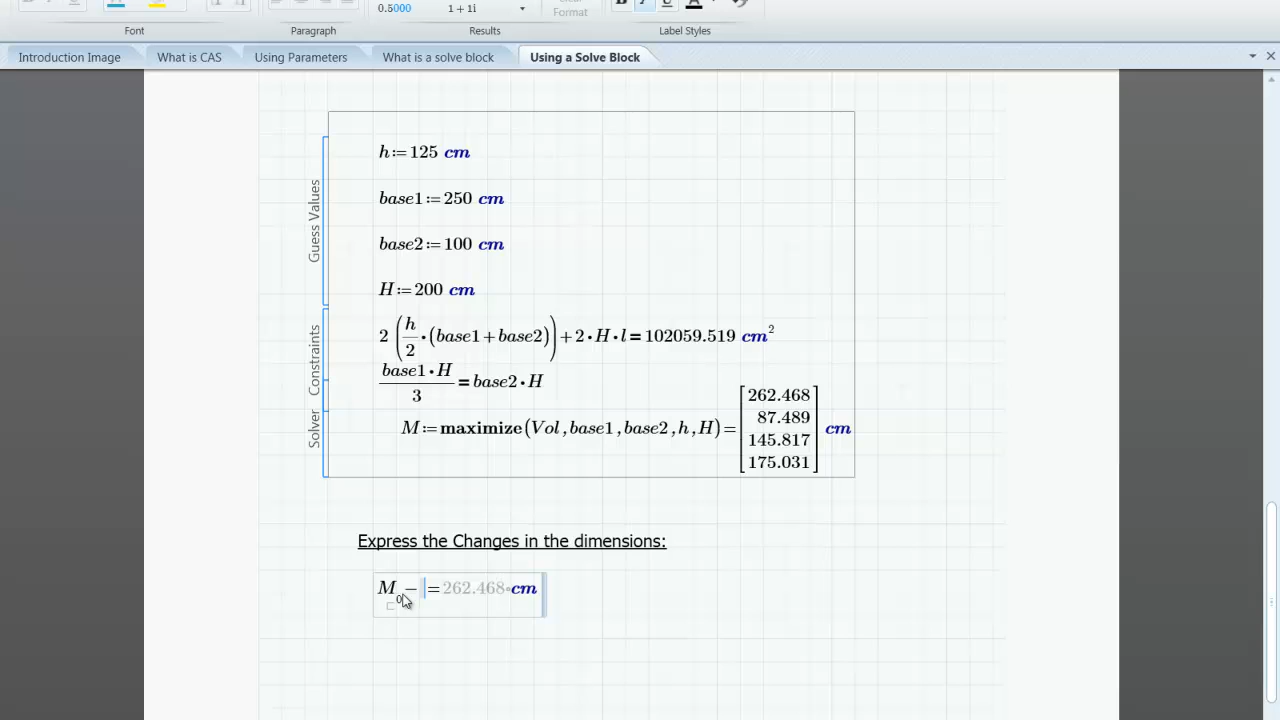 0.5000
1 + 1i
Format
Font
Paragraph
Results
Label Styles
Introduction Image
What is CAS
Using Parameters
What is a solve block
Using a Solve Block
Guess Values
h:=125 cm
base1:=250 cm
base2:=100 cm
H:=200 cm
Constraints
2 (h/2·(base1+base2))+2·H·l=102059.519 cm²
base1·H/3=base2·H
Solver
M:=maximize(Vol,base1,base2,h,H)=[262.468 87.489 145.817 175.031] cm
Express the Changes in the dimensions:
M₀−=262.468·cm